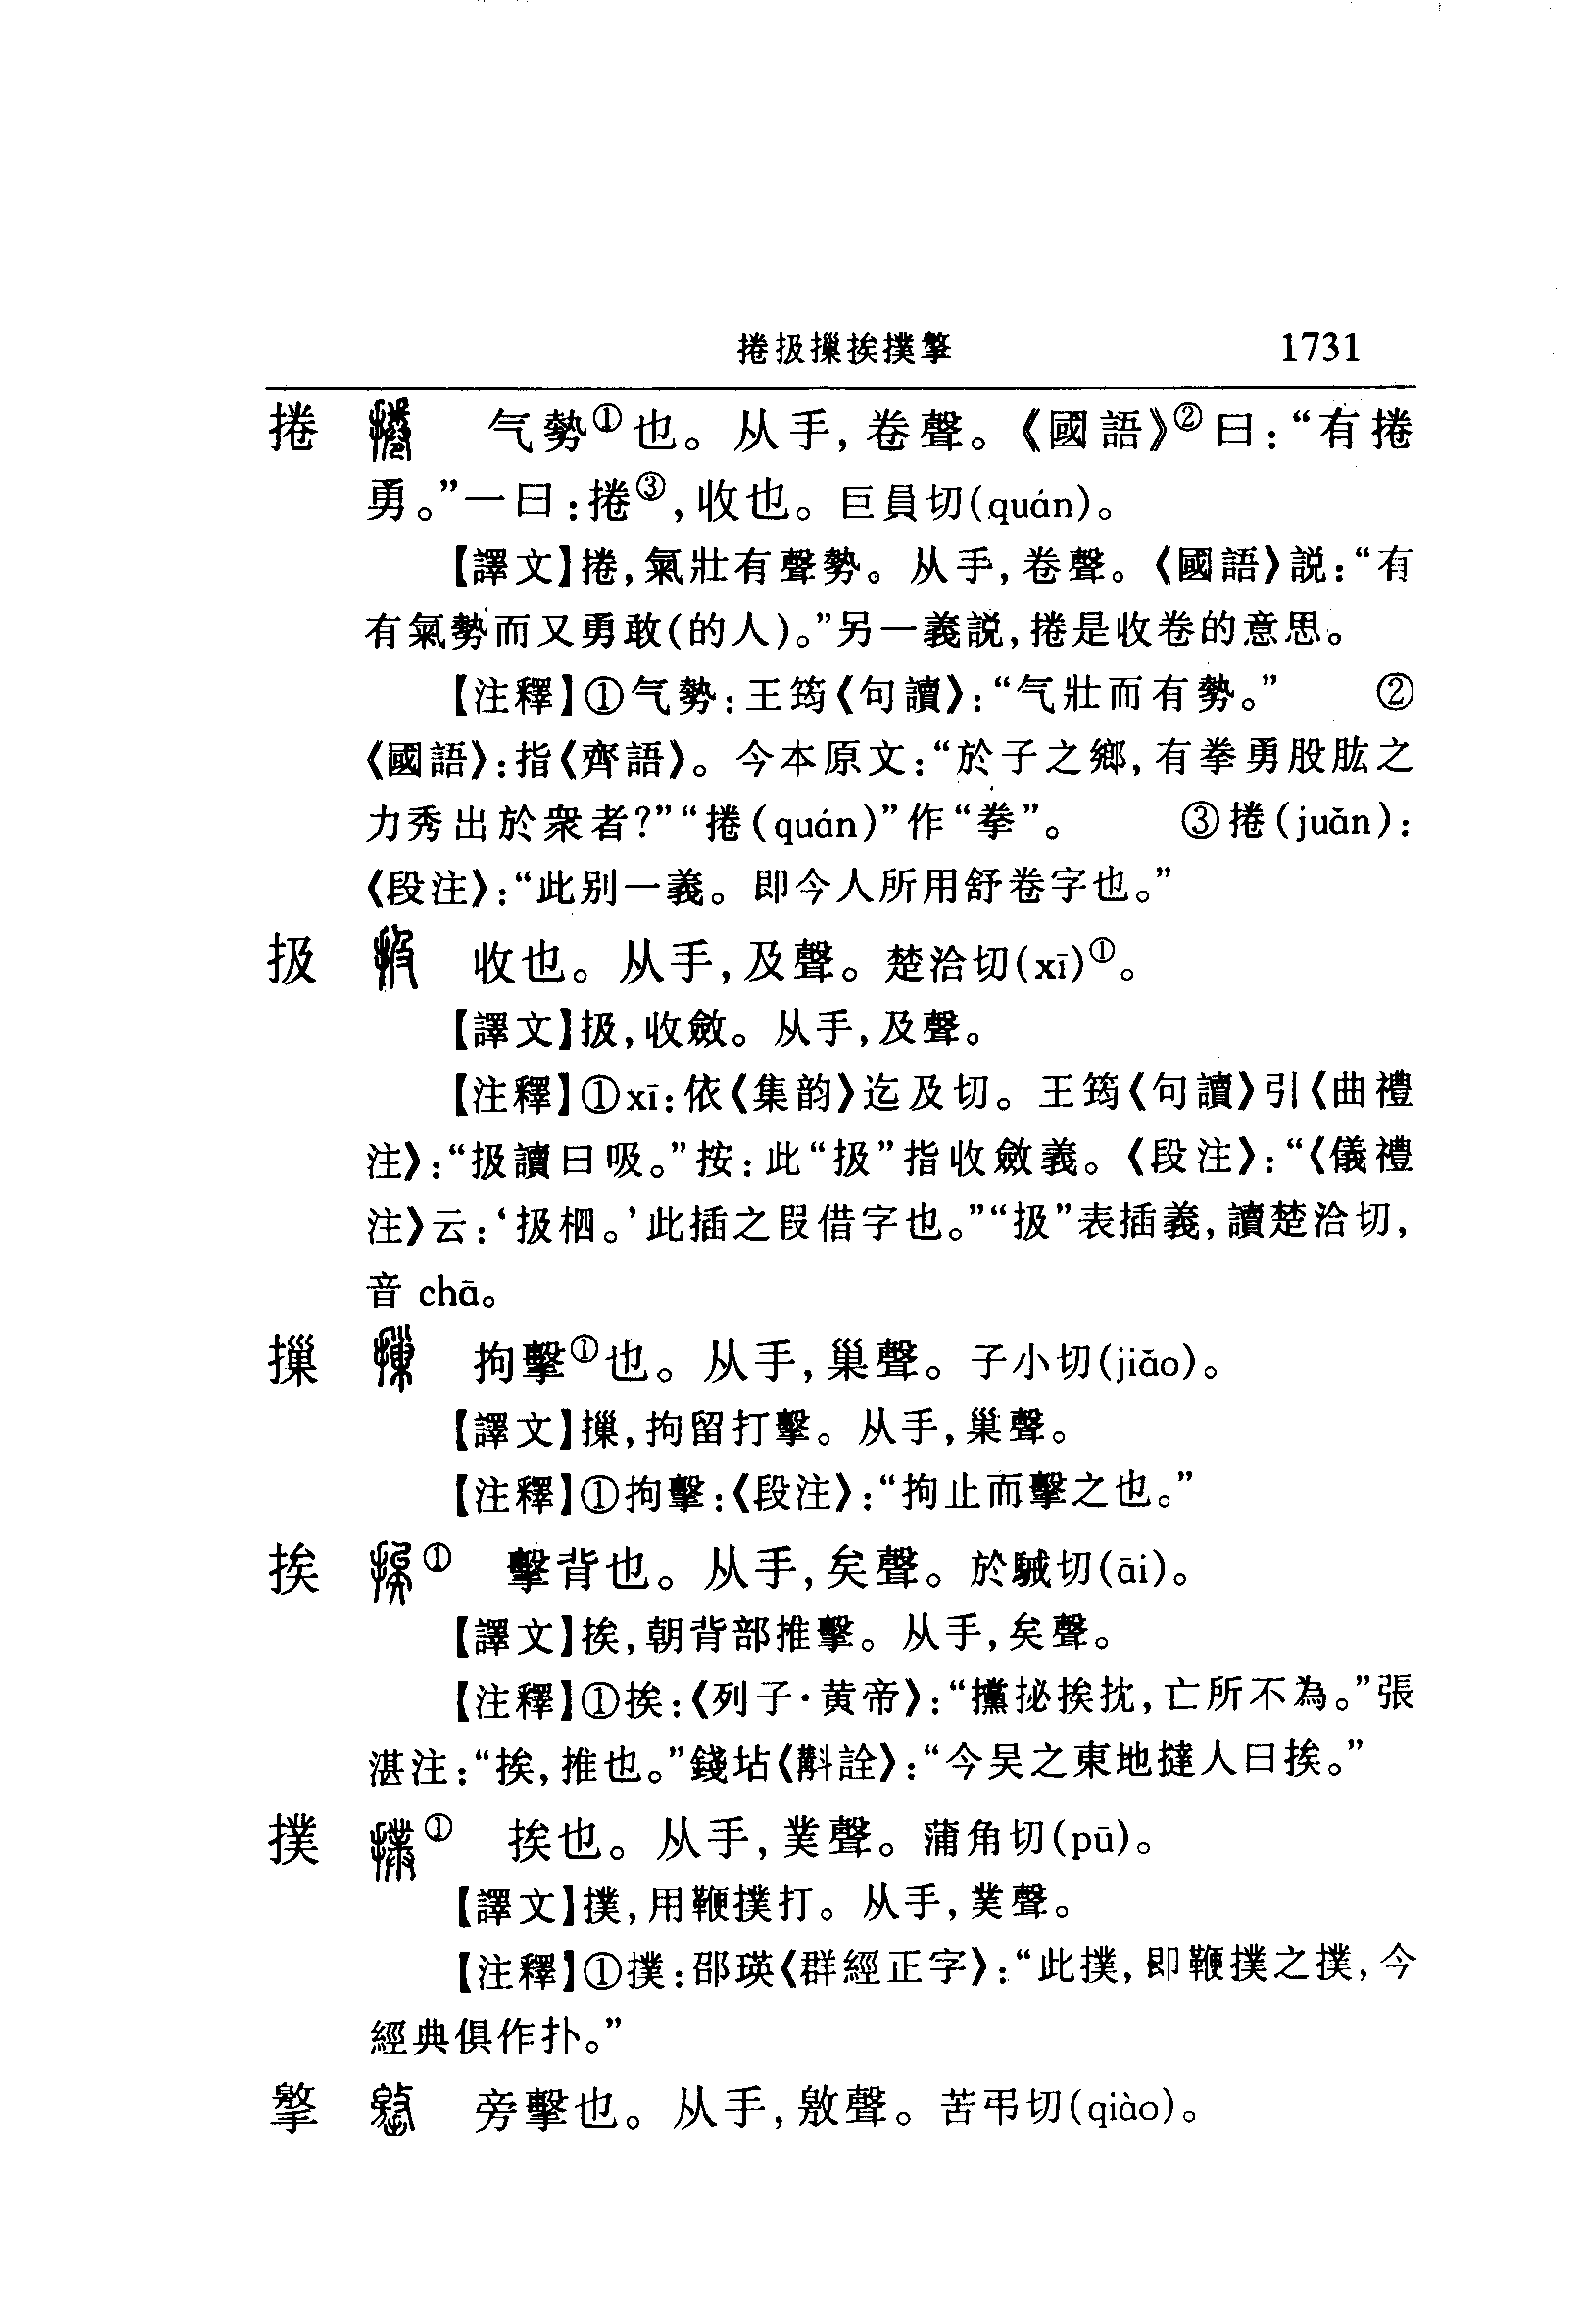 捲扱摷挨撲擎 1731
捲 气勢①也。从手,卷聲。《國語》②曰:“有捲
勇。”一曰:捲③,收也。巨員切(quán)。
【譯文】捲,氣壯有聲勢。从手,卷聲。《國語》説:“有
有氣勢而又勇敢(的人)。”另一義説,捲是收卷的意思。
【注釋】①气勢:王筠《句讀》:“气壯而有勢。” ②
《國語》:指《齊語》。今本原文:“於子之鄉,有拳勇股肱之
力秀出於衆者?”“捲(quán)”作“拳”。 ③捲(juǎn):
《段注》:“此别一義。即今人所用舒卷字也。”
扱 收也。从手,及聲。楚洽切(xī)①。
【譯文】扱,收斂。从手,及聲。
【注釋】①xī:依《集韵》迄及切。王筠《句讀》引《曲禮
注》:“扱讀曰吸。”按:此“扱”指收斂義。《段注》:“《儀禮
注》云:‘扱柶。’此插之叚借字也。”“扱”表插義,讀楚洽切,
音 chā。
摷 拘擊①也。从手,巢聲。子小切(jiǎo)。
【譯文】摷,拘留打擊。从手,巢聲。
【注釋】①拘擊:《段注》:“拘止而擊之也。”
挨① 擊背也。从手,矣聲。於駴切(āi)。
【譯文】挨,朝背部推擊。从手,矣聲。
【注釋】①挨:《列子·黄帝》:“攩㧙挨抌,亡所不為。”張
湛注:“挨,推也。”錢坫《斠詮》:“今吴之東地撻人曰挨。”
撲① 挨也。从手,菐聲。蒲角切(pū)。
【譯文】撲,用鞭撲打。从手,菐聲。
【注釋】①撲:邵瑛《群經正字》:“此撲,即鞭撲之撲,今
經典俱作扑。”
擎 旁擊也。从手,敫聲。苦弔切(qiào)。